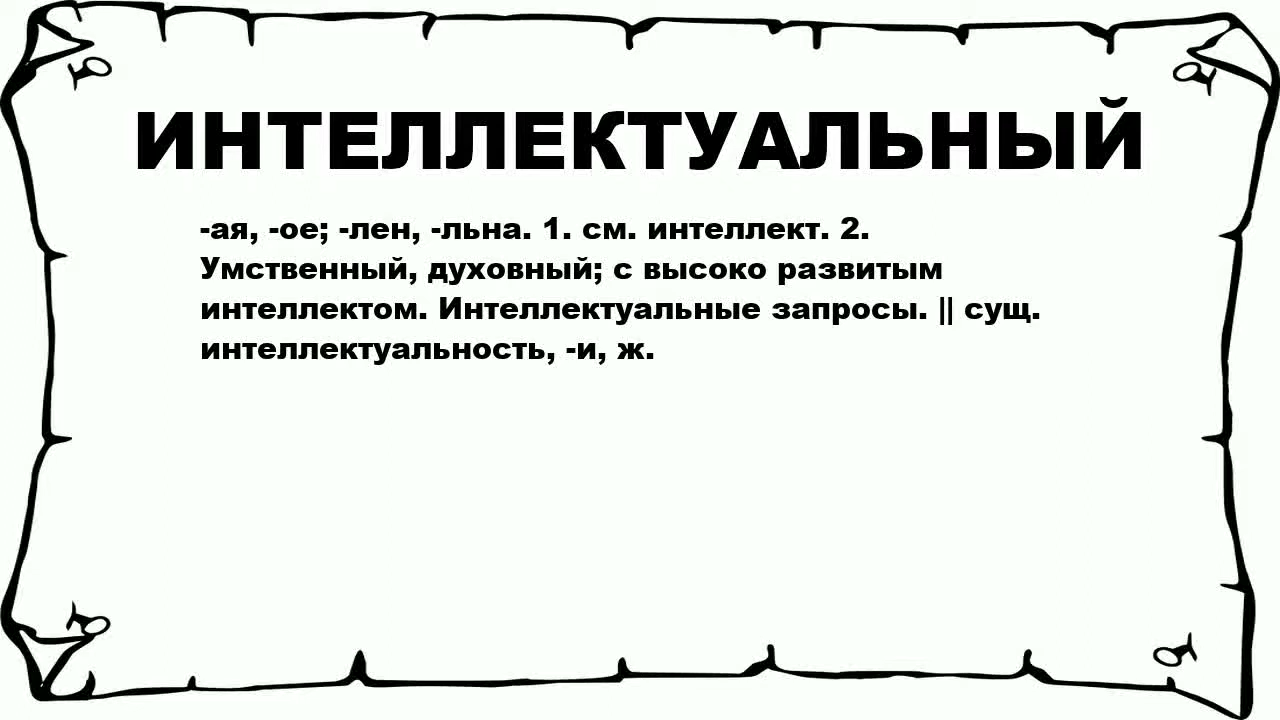 ИНТЕЛЛЕКТУАЛЬНЫЙ
-ая, -ое; -лен, -льна. 1. см. интеллект. 2.
Умственный, духовный; с высоко развитым
интеллектом. Интеллектуальные запросы. || сущ.
интеллектуальность, -и, ж.